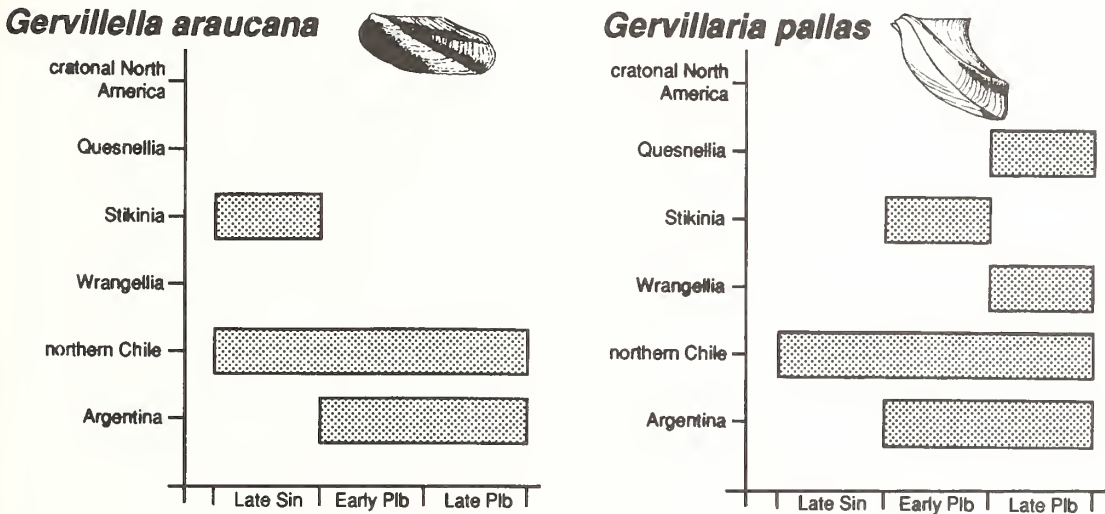 Gervillella araucana
cratonal North
America
Quesnellia
Stikinia
Wrangellia
northern Chile
Argentina
Late Sin Early Plb Late Plb
Gervillaria pallas
cratonal North
America
Quesnellia
Stikinia
Wrangellia
northern Chile
Argentina
Late Sin Early Plb Late Plb